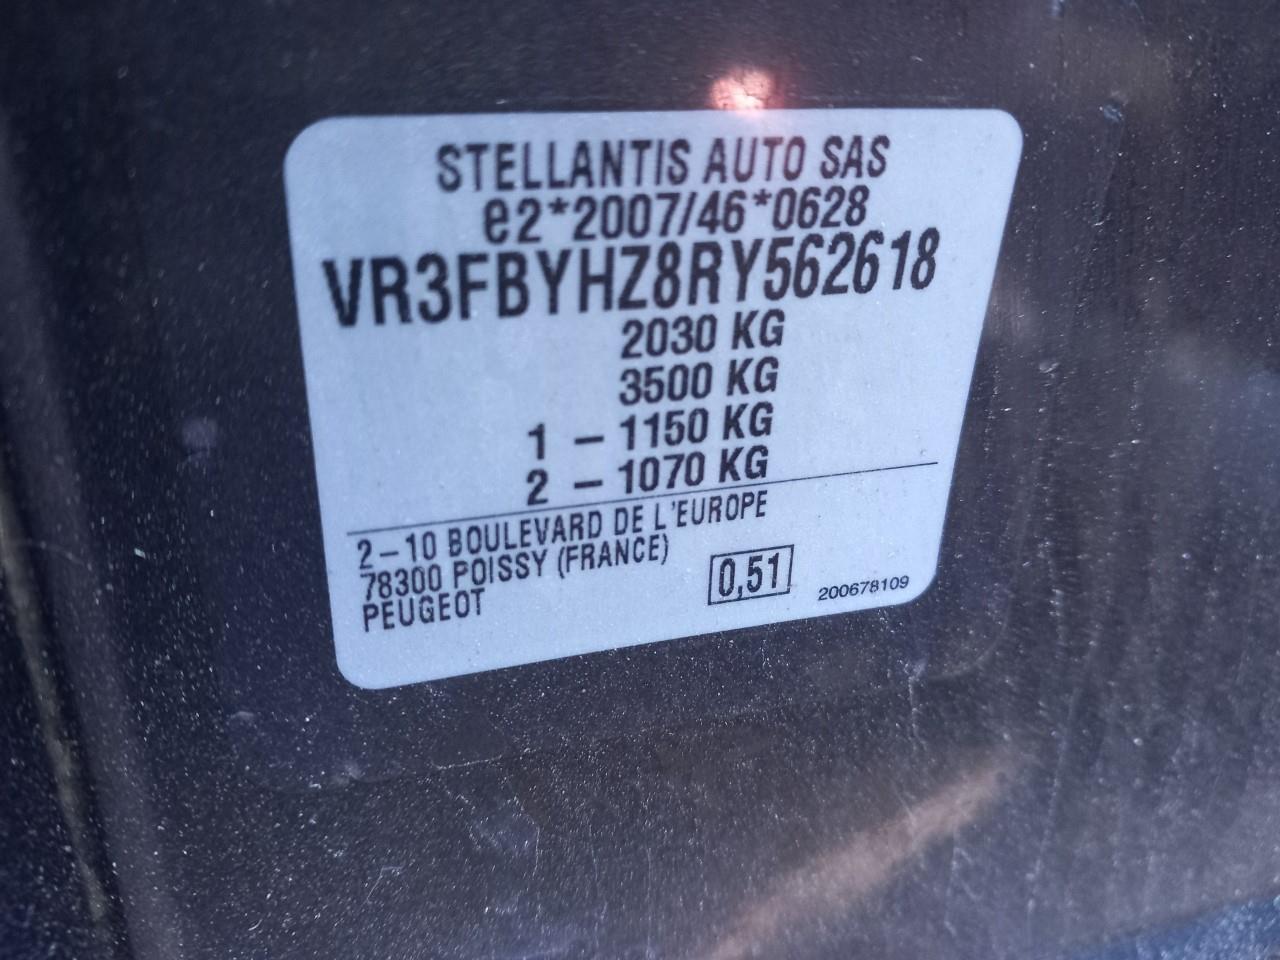 STELLANTIS AUTO SAS
e2*2007/46*0628
VR3FBYHZ8RY562618
2030 KG
3500 KG
1 – 1150 KG
2 – 1070 KG
2–10 BOULEVARD DE L'EUROPE
78300 POISSY (FRANCE)
PEUGEOT
0,51
200678109